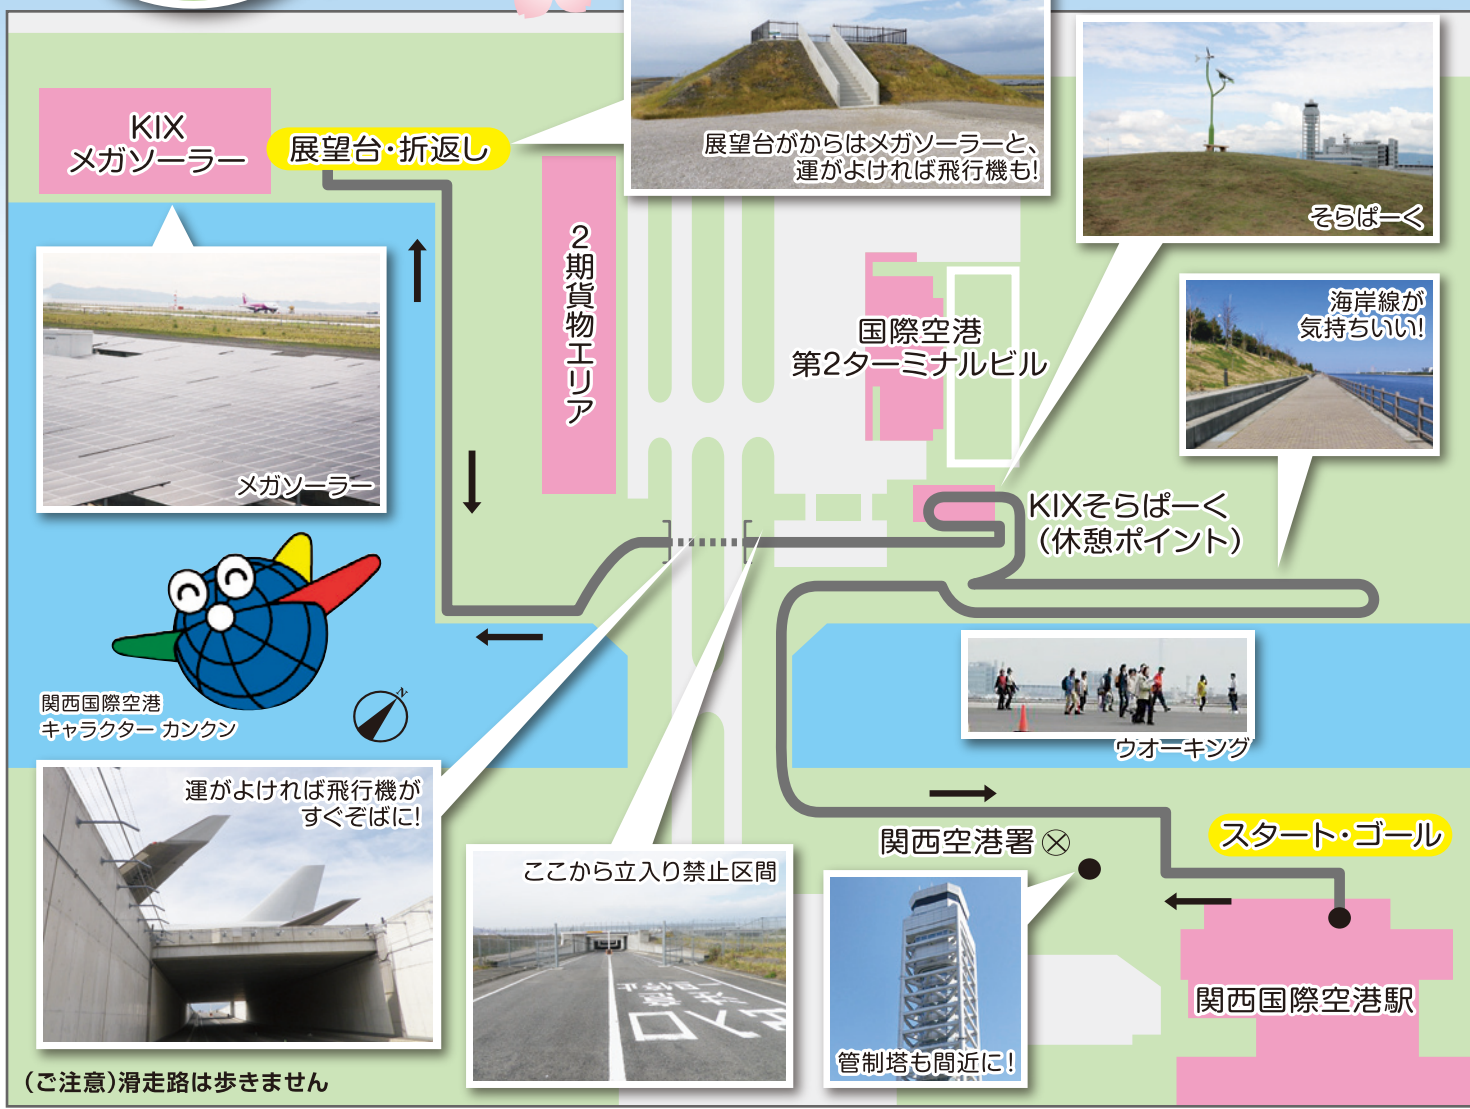 KIX
メガソーラー
展望台・折返し
展望台がからはメガソーラーと、
運がよければ飛行機も!
そらぱーく
海岸線が
気持ちいい!
2期貨物エリア
国際空港
第2ターミナルビル
メガソーラー
KIXそらぱーく
(休憩ポイント)
関西国際空港
キャラクター カンクン
N
ウオーキング
運がよければ飛行機が
すぐそばに!
ここから立入り禁止区間
関西空港署
スタート・ゴール
管制塔も間近に!
関西国際空港駅
(ご注意)滑走路は歩きません